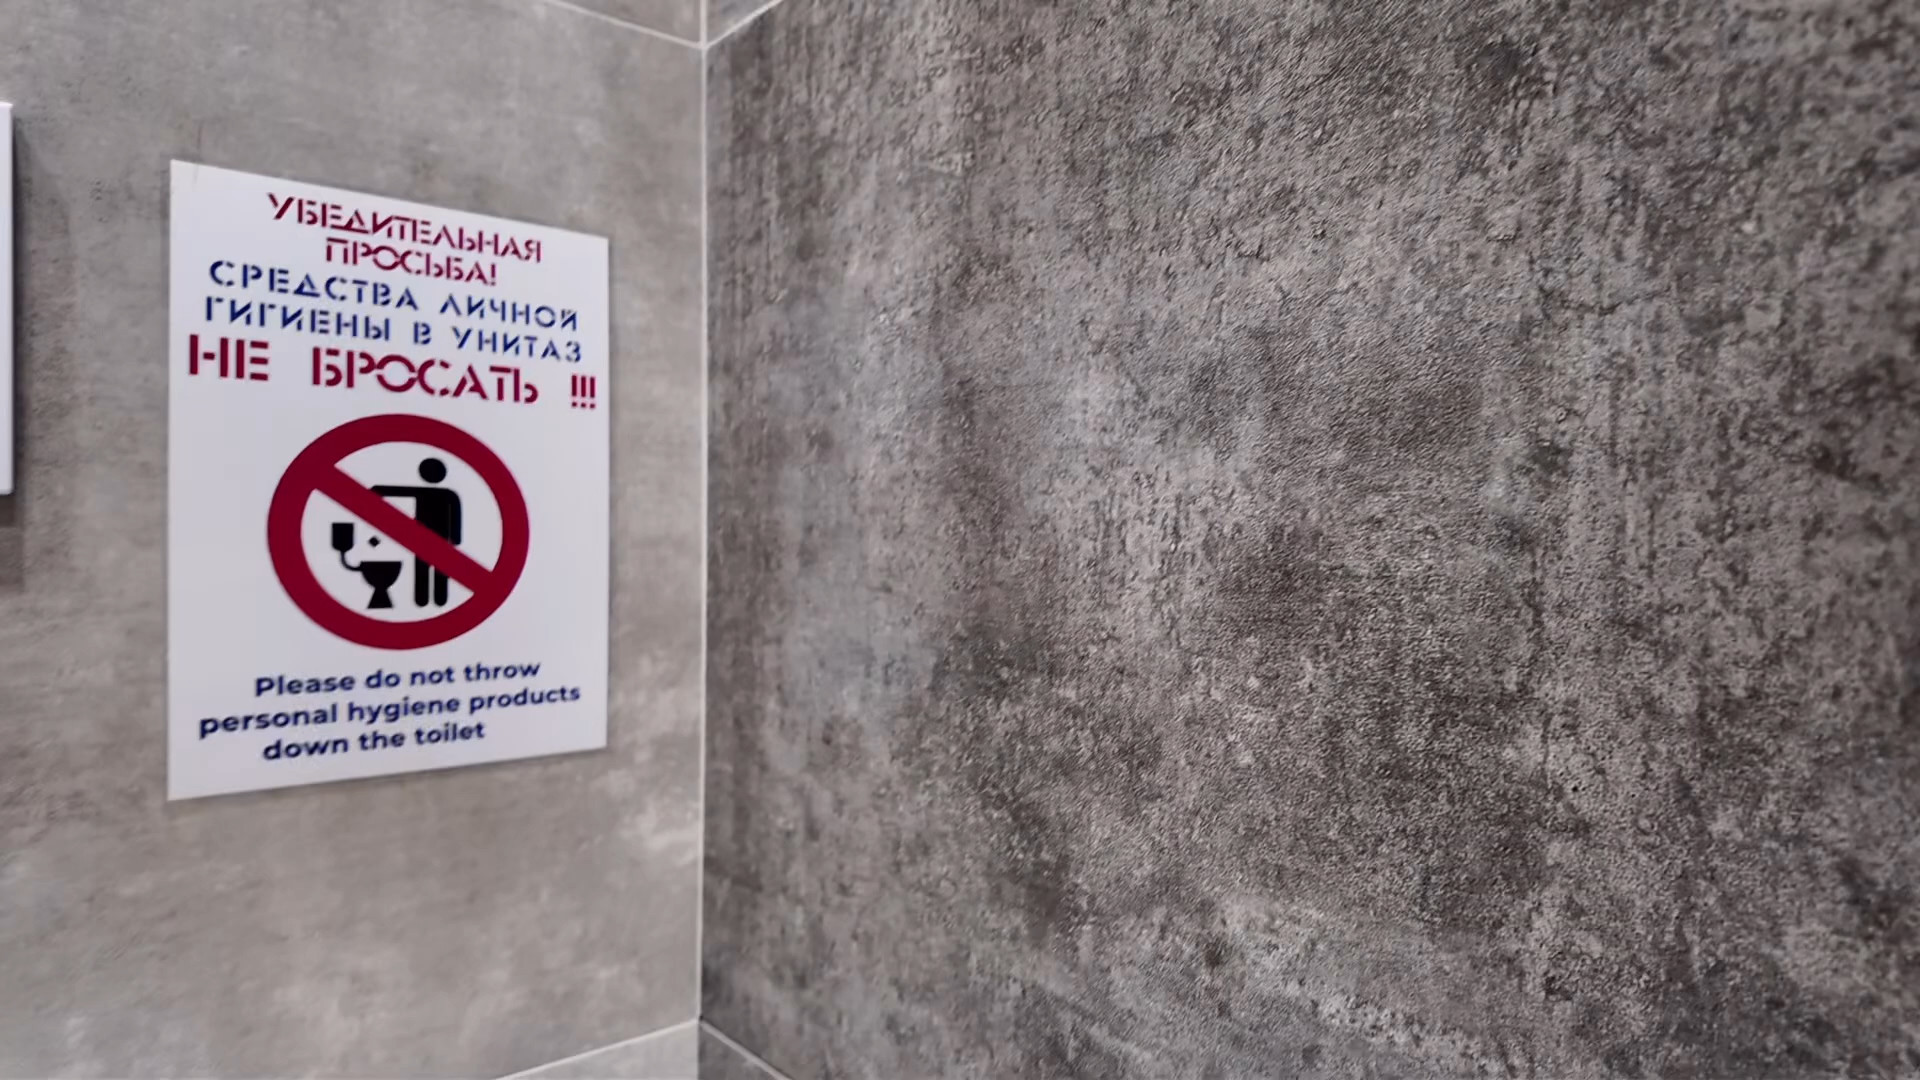 УБЕДИТЕЛЬНАЯ
ПРОСЬБА!
СРЕДСТВА ЛИЧНОЙ
ГИГИЕНЫ В УНИТАЗ
НЕ БРОСАТЬ !!!
Please do not throw
personal hygiene products
down the toilet